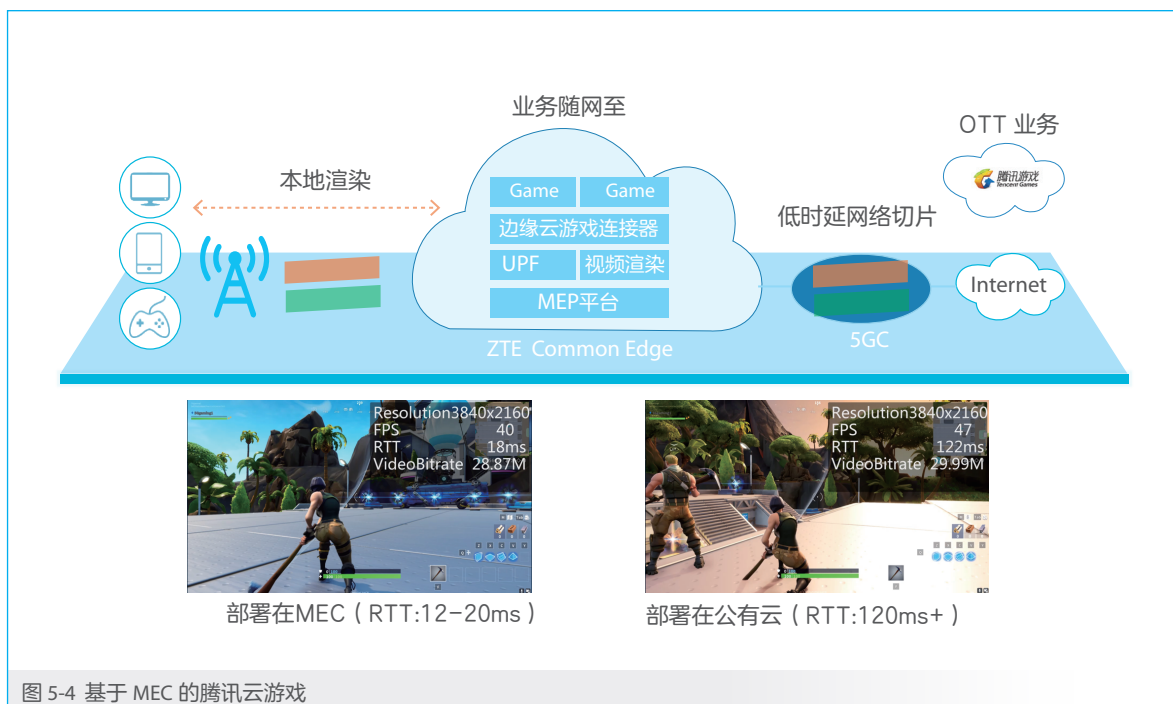 业务随网至
OTT 业务
腾讯游戏
Tencent Games
本地渲染
Game
Game
边缘云游戏连接器
UPF
视频渲染
MEP平台
ZTE Common Edge
低时延网络切片
5GC
Internet
Resolution3840x2160
FPS 40
RTT 18ms
VideoBitrate 28.87M
Resolution3840x2160
FPS 47
RTT 122ms
VideoBitrate 29.99M
部署在MEC（RTT:12-20ms）
部署在公有云（RTT:120ms+）
图 5-4 基于 MEC 的腾讯云游戏